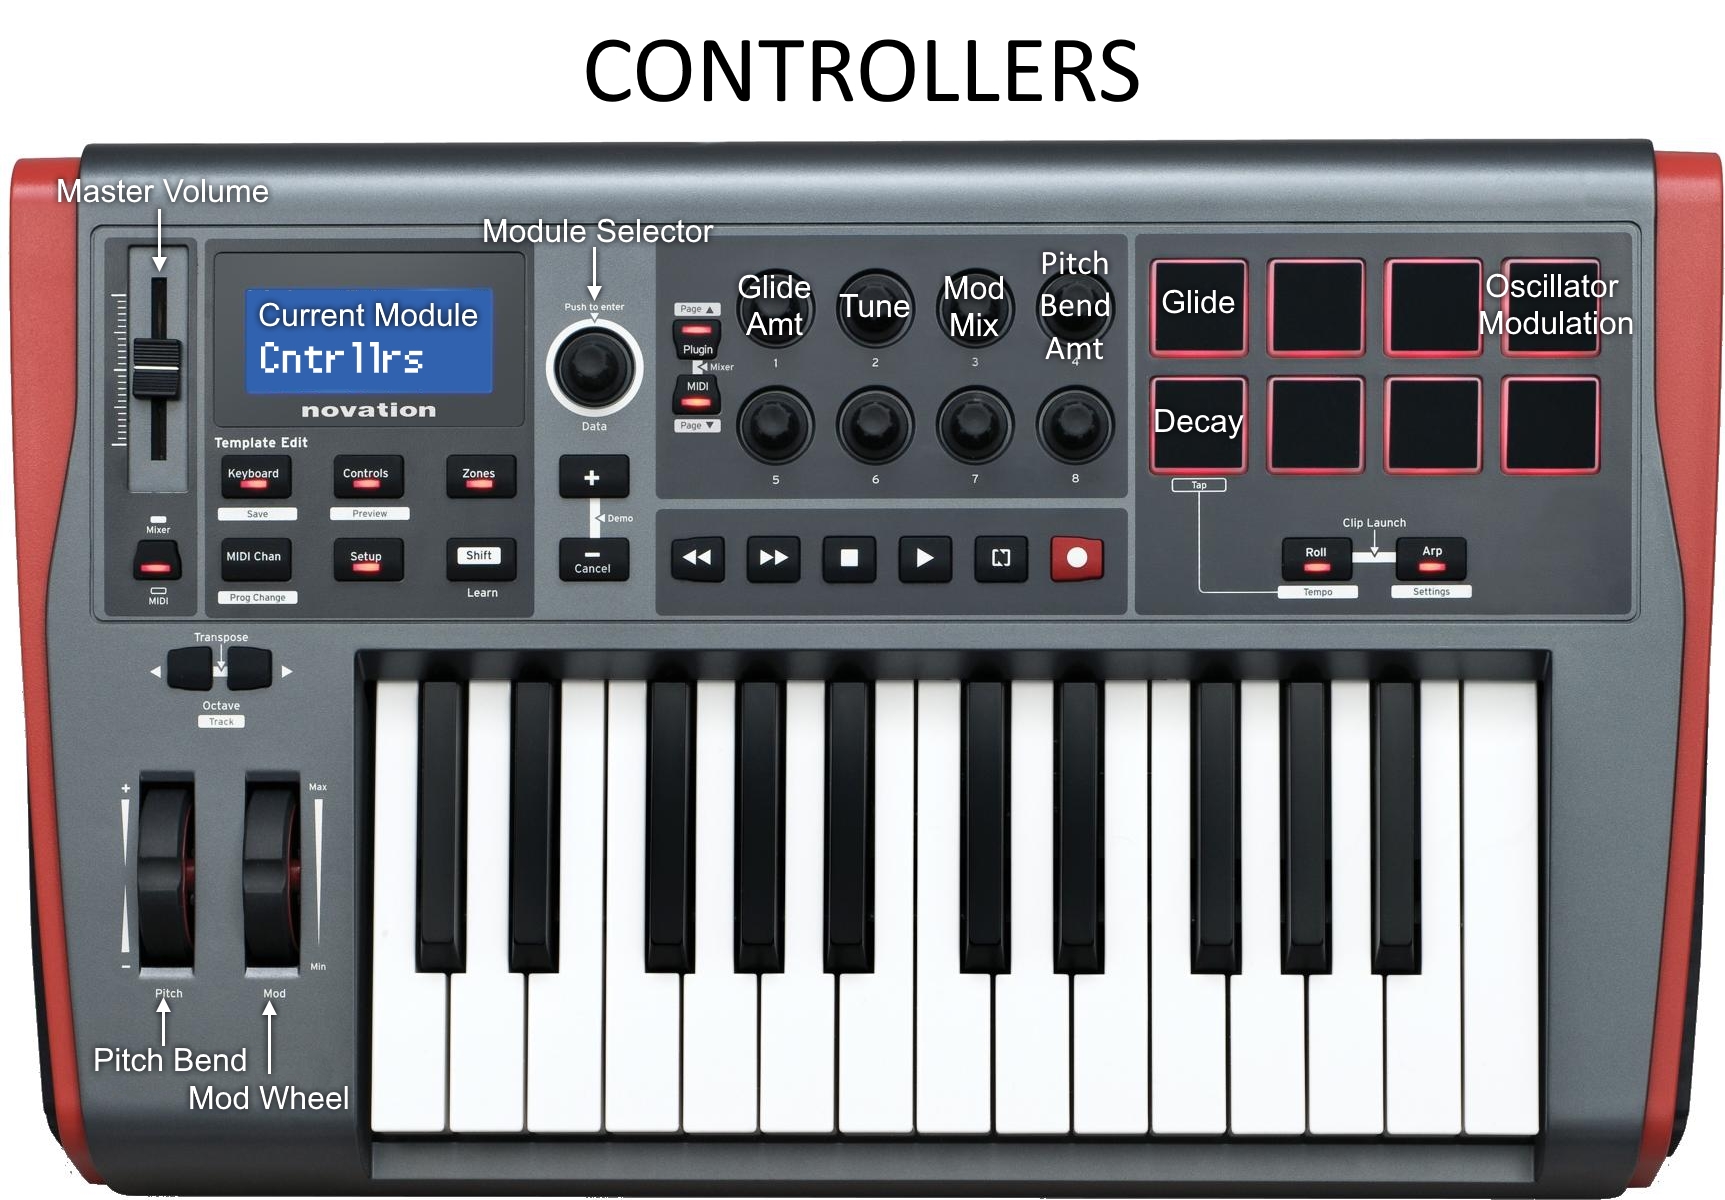 CONTROLLERS
Master Volume
Module Selector
Current Module
Cntrllrs
novation
Template Edit
Keyboard
Controls
Zones
Save
Preview
MIDI Chan
Setup
Shift
Prog Change
Learn
Mixer
MIDI
Push to enter
Data
+
Demo
−
Cancel
Page ▲
Plugin
Mixer
MIDI
Page ▼
Glide
Amt
Tune
Mod
Mix
Pitch
Bend
Amt
1
2
3
4
5
6
7
8
Glide
Oscillator
Modulation
Decay
Tap
Clip Launch
Roll
Arp
Tempo
Settings
Transpose
Octave
Track
+
−
Max
Min
Pitch
Mod
Pitch Bend
Mod Wheel